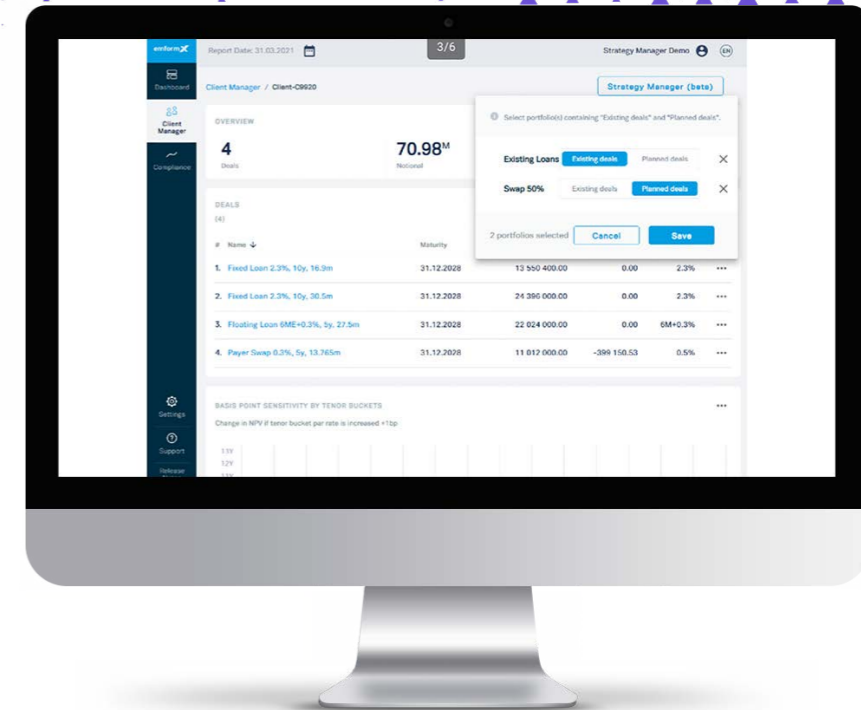 emformX
Report Date: 31.03.2021
3/6
Strategy Manager Demo
EN
Dashboard
Client Manager / Client-C9920
Strategy Manager (beta)
Client
Manager
OVERVIEW
Select portfolio(s) containing "Existing deals" and "Planned deals".
4
70.98M
Deals
Notional
Existing Loans Existing deals Planned deals
Compliance
Swap 50% Existing deals Planned deals
DEALS
(4)
2 portfolios selected Cancel Save
# Name Maturity
1. Fixed Loan 2.3%, 10y, 16.9m 31.12.2028 13 550 400.00 0.00 2.3%
2. Fixed Loan 2.3%, 10y, 30.5m 31.12.2028 24 396 000.00 0.00 2.3%
3. Floating Loan 6ME+0.3%, 5y, 27.5m 31.12.2028 22 024 000.00 0.00 6M+0.3%
4. Payer Swap 0.3%, 5y, 13.765m 31.12.2028 11 012 000.00 -399 150.53 0.5%
Settings
BASIS POINT SENSITIVITY BY TENOR BUCKETS
Change in NPV if tenor bucket par rate is increased +1bp
Support
12Y
Release